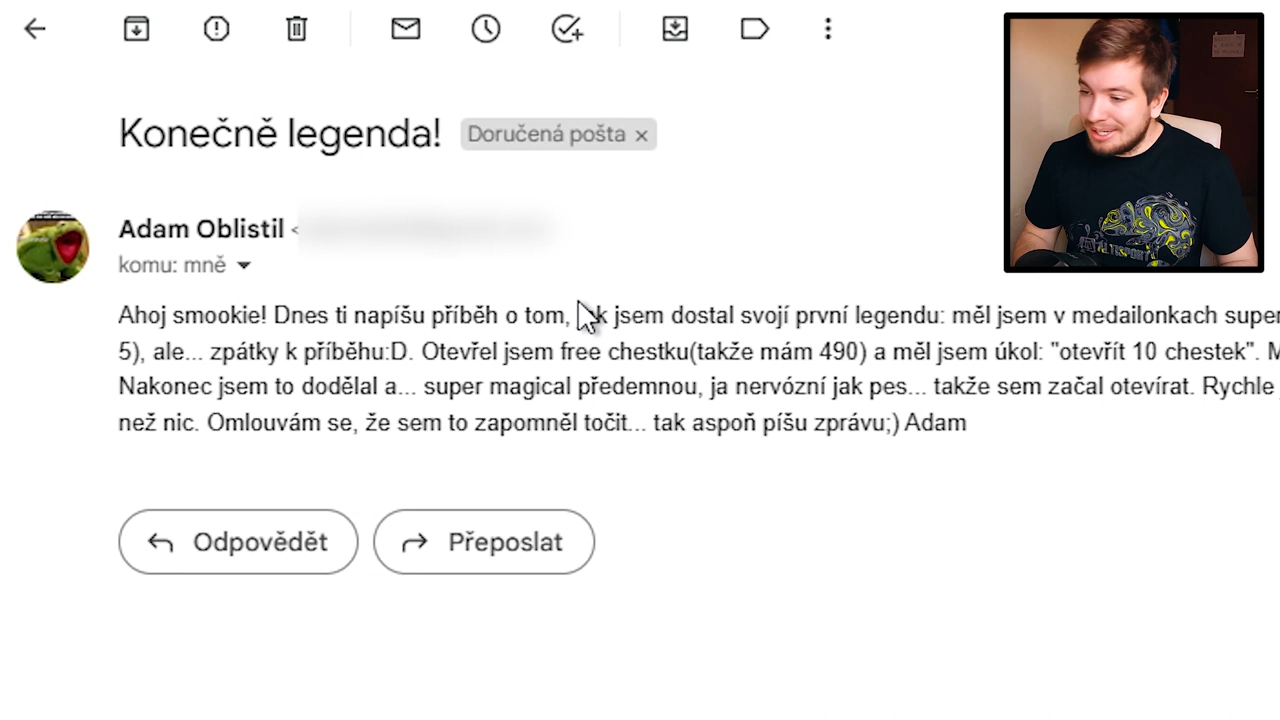 Konečně legenda! Doručená pošta ×
Adam Oblistil <
komu: mně
Ahoj smookie! Dnes ti napíšu příběh o tom, jsem dostal svojí první legendu: měl jsem v medailonkach super
5), ale... zpátky k příběhu:D. Otevřel jsem free chestku(takže mám 490) a měl jsem úkol: "otevřít 10 chestek". M
Nakonec jsem to dodělal a... super magical předemnou, ja nervózní jak pes... takže sem začal otevírat. Rychle
než nic. Omlouvám se, že sem to zapomněl točit... tak aspoň píšu zprávu;) Adam
Odpovědět
Přeposlat